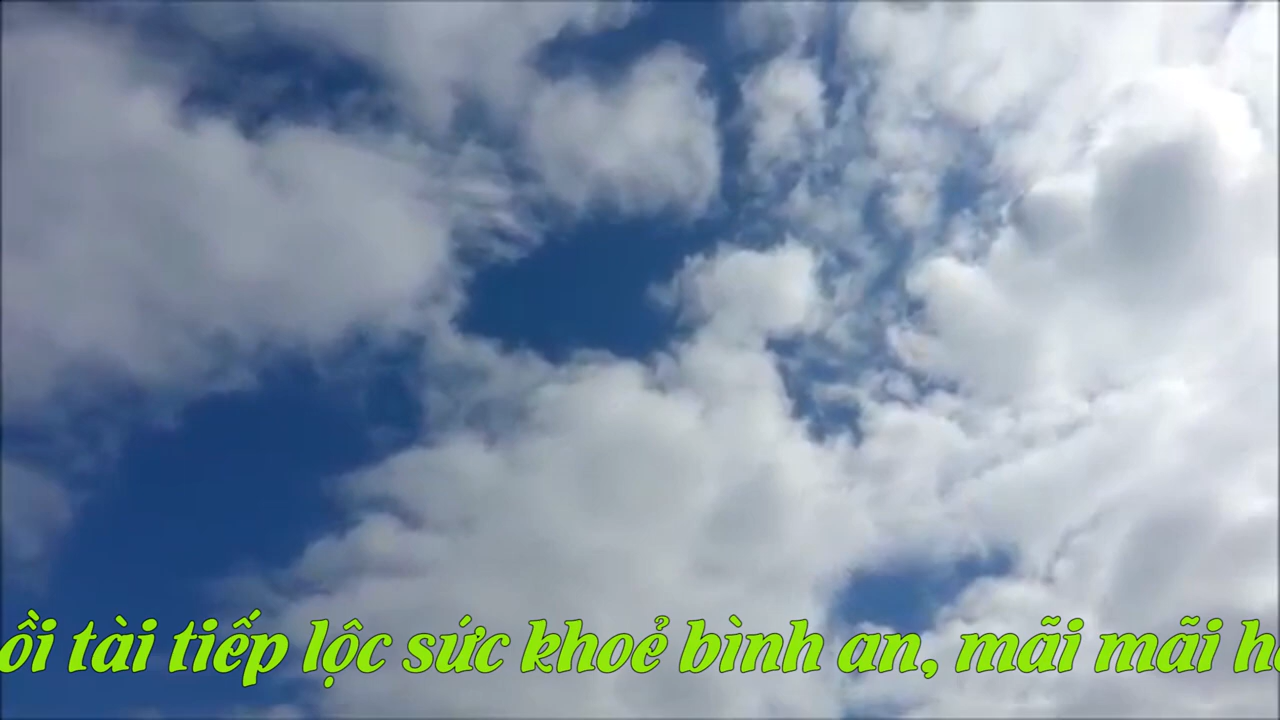 ồi tài tiếp lộc sức khoẻ bình an, mãi mãi h